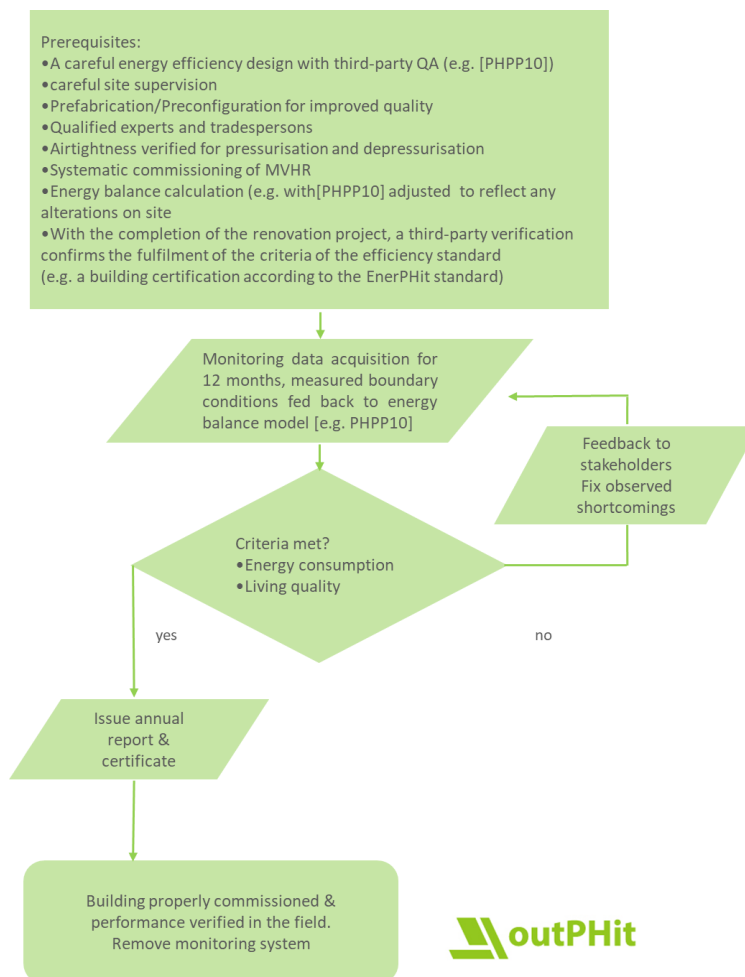 Prerequisites:
•A careful energy efficiency design with third-party QA (e.g. [PHPP10])
•careful site supervision
•Prefabrication/Preconfiguration for improved quality
•Qualified experts and tradespersons
•Airtightness verified for pressurisation and depressurisation
•Systematic commissioning of MVHR
•Energy balance calculation (e.g. with[PHPP10] adjusted to reflect any
alterations on site
•With the completion of the renovation project, a third-party verification
confirms the fulfilment of the criteria of the efficiency standard
(e.g. a building certification according to the EnerPHit standard)
Monitoring data acquisition for
12 months, measured boundary
conditions fed back to energy
balance model [e.g. PHPP10]
Feedback to
stakeholders
Fix observed
shortcomings
Criteria met?
•Energy consumption
•Living quality
yes
no
Issue annual
report &
certificate
Building properly commissioned &
performance verified in the field.
Remove monitoring system
outPHit